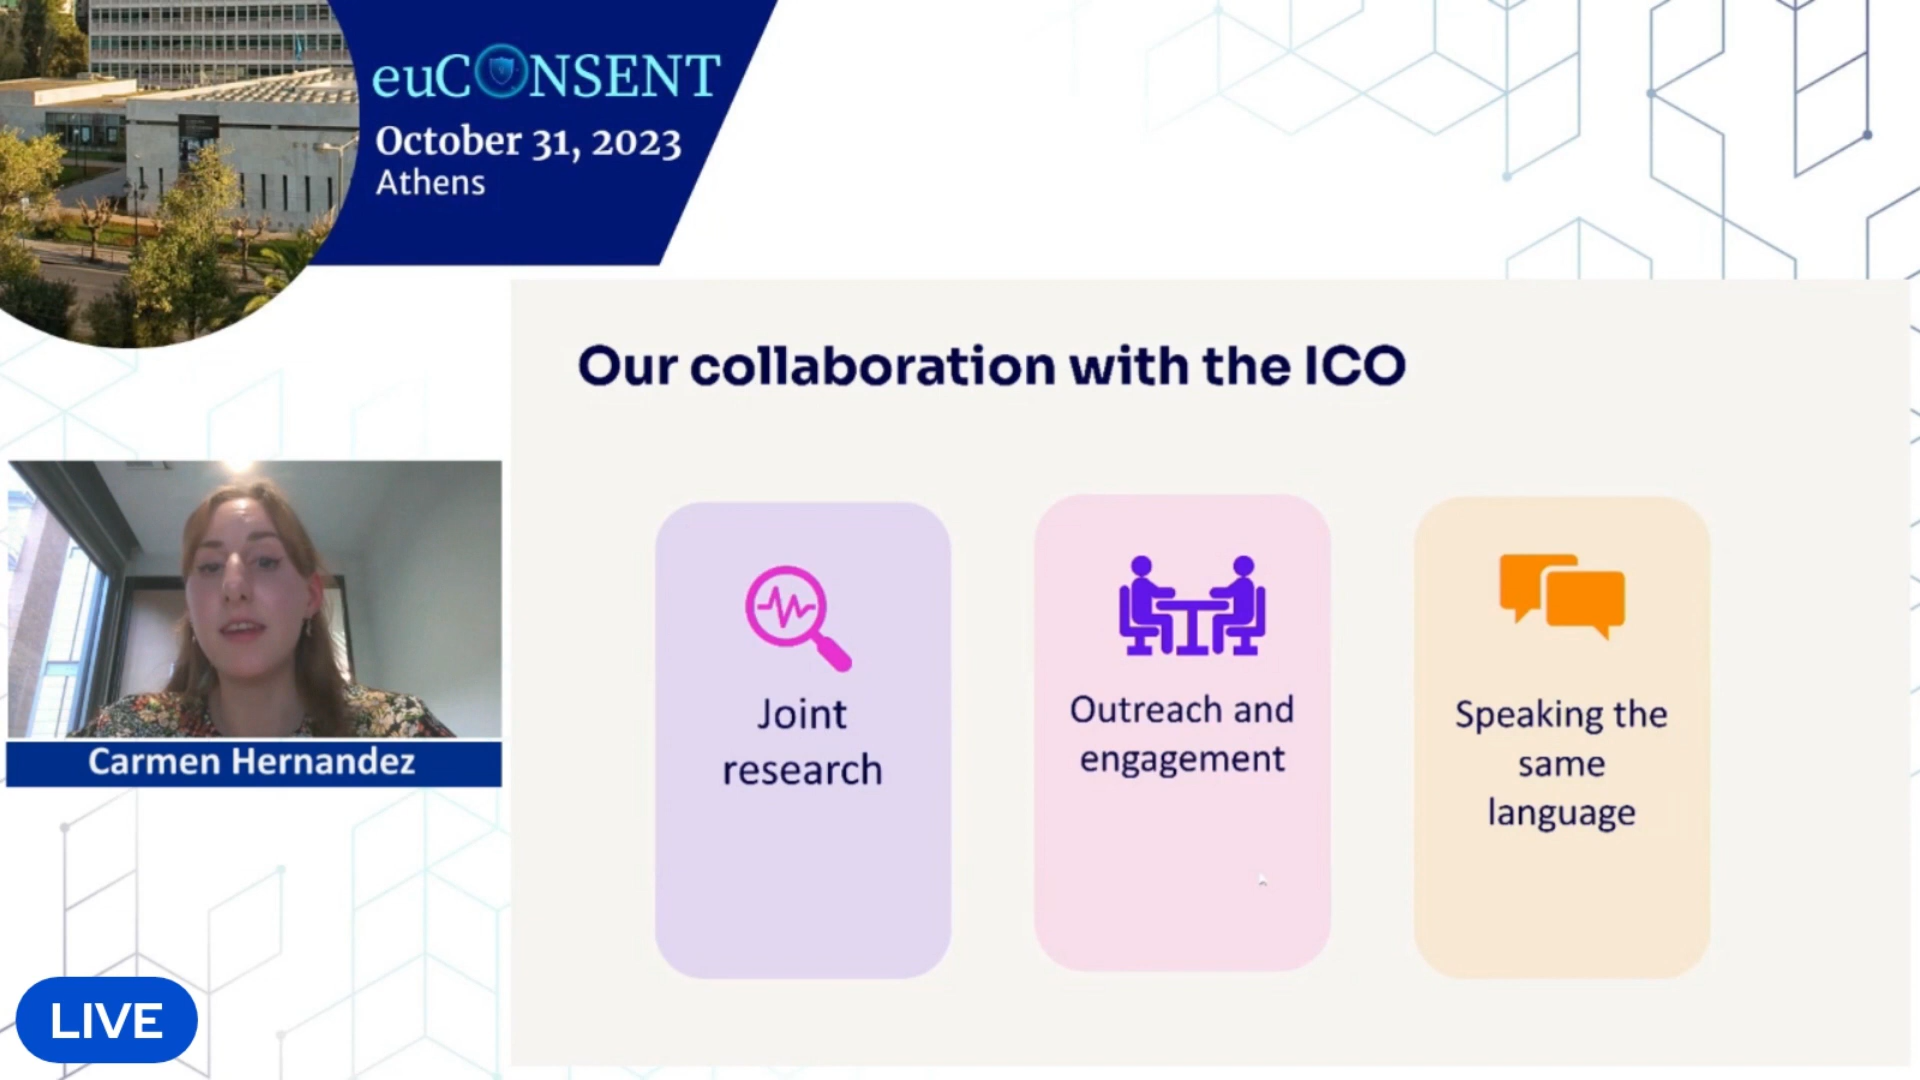 euCONSENT
October 31, 2023
Athens
Our collaboration with the ICO
Joint
research
Outreach and
engagement
Speaking the
same
language
Carmen Hernandez
LIVE